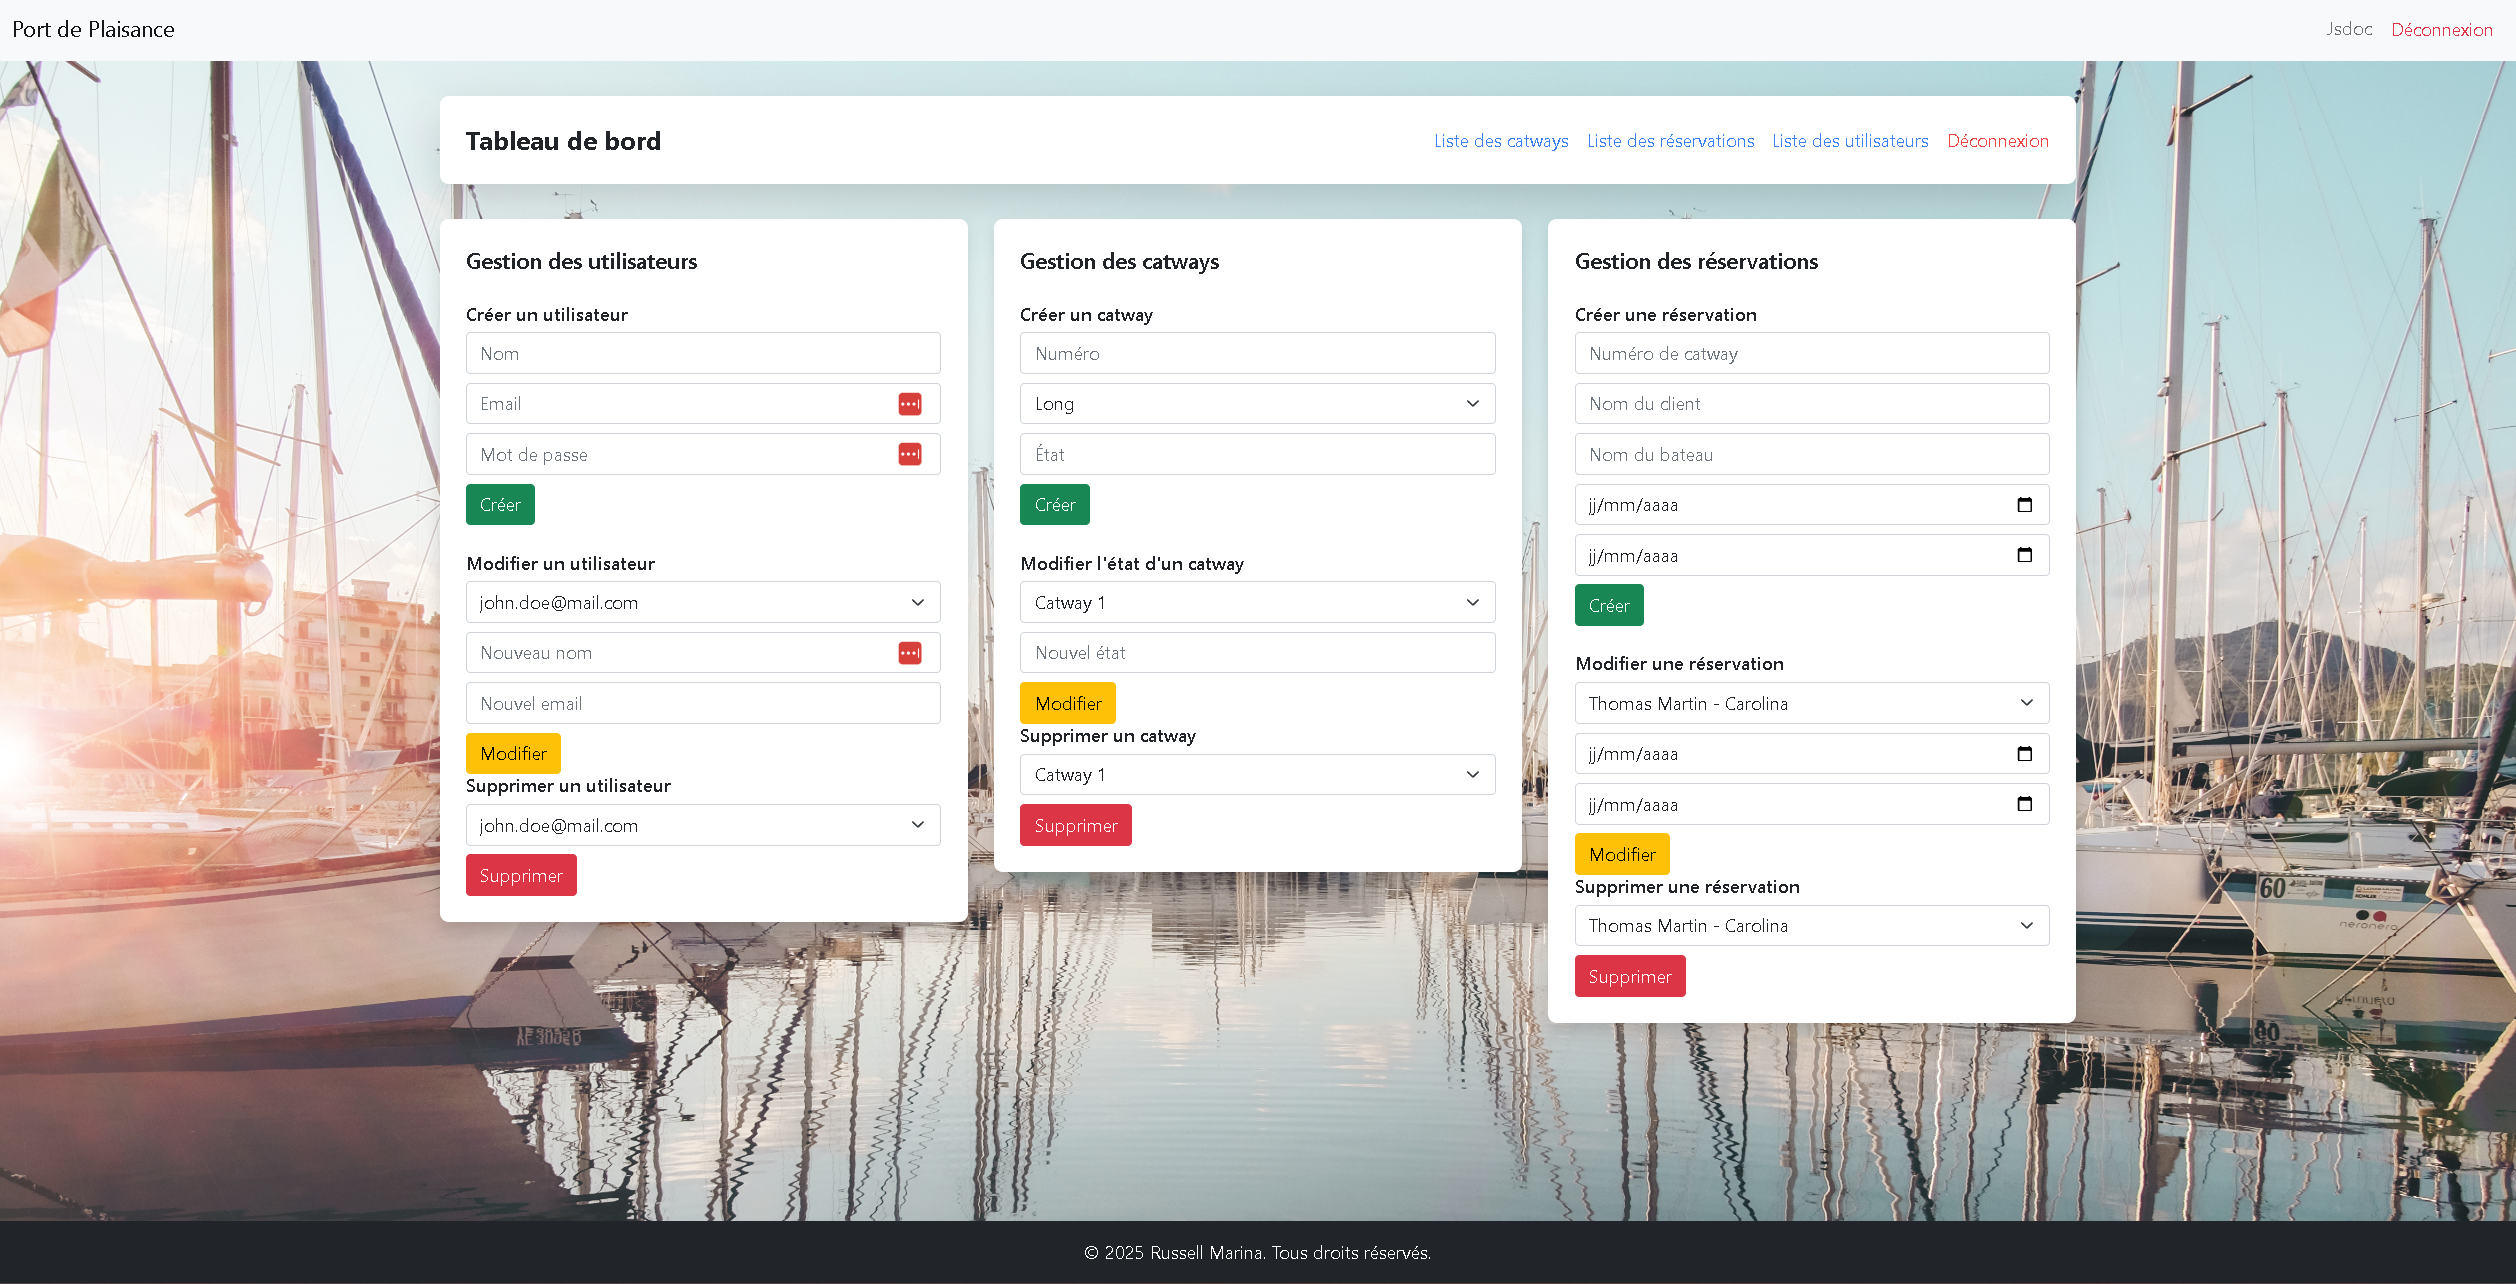 Port de Plaisance
Jsdoc Déconnexion
Tableau de bord
Liste des catways Liste des réservations Liste des utilisateurs Déconnexion
Gestion des utilisateurs
Créer un utilisateur
Nom
Email
Mot de passe
Créer
Modifier un utilisateur
john.doe@mail.com
Nouveau nom
Nouvel email
Modifier
Supprimer un utilisateur
john.doe@mail.com
Supprimer
Gestion des catways
Créer un catway
Numéro
Long
État
Créer
Modifier l'état d'un catway
Catway 1
Nouvel état
Modifier
Supprimer un catway
Catway 1
Supprimer
Gestion des réservations
Créer une réservation
Numéro de catway
Nom du client
Nom du bateau
jj/mm/aaaa
jj/mm/aaaa
Créer
Modifier une réservation
Thomas Martin - Carolina
jj/mm/aaaa
jj/mm/aaaa
Modifier
Supprimer une réservation
Thomas Martin - Carolina
Supprimer
60
neronero
© 2025 Russell Marina. Tous droits réservés.